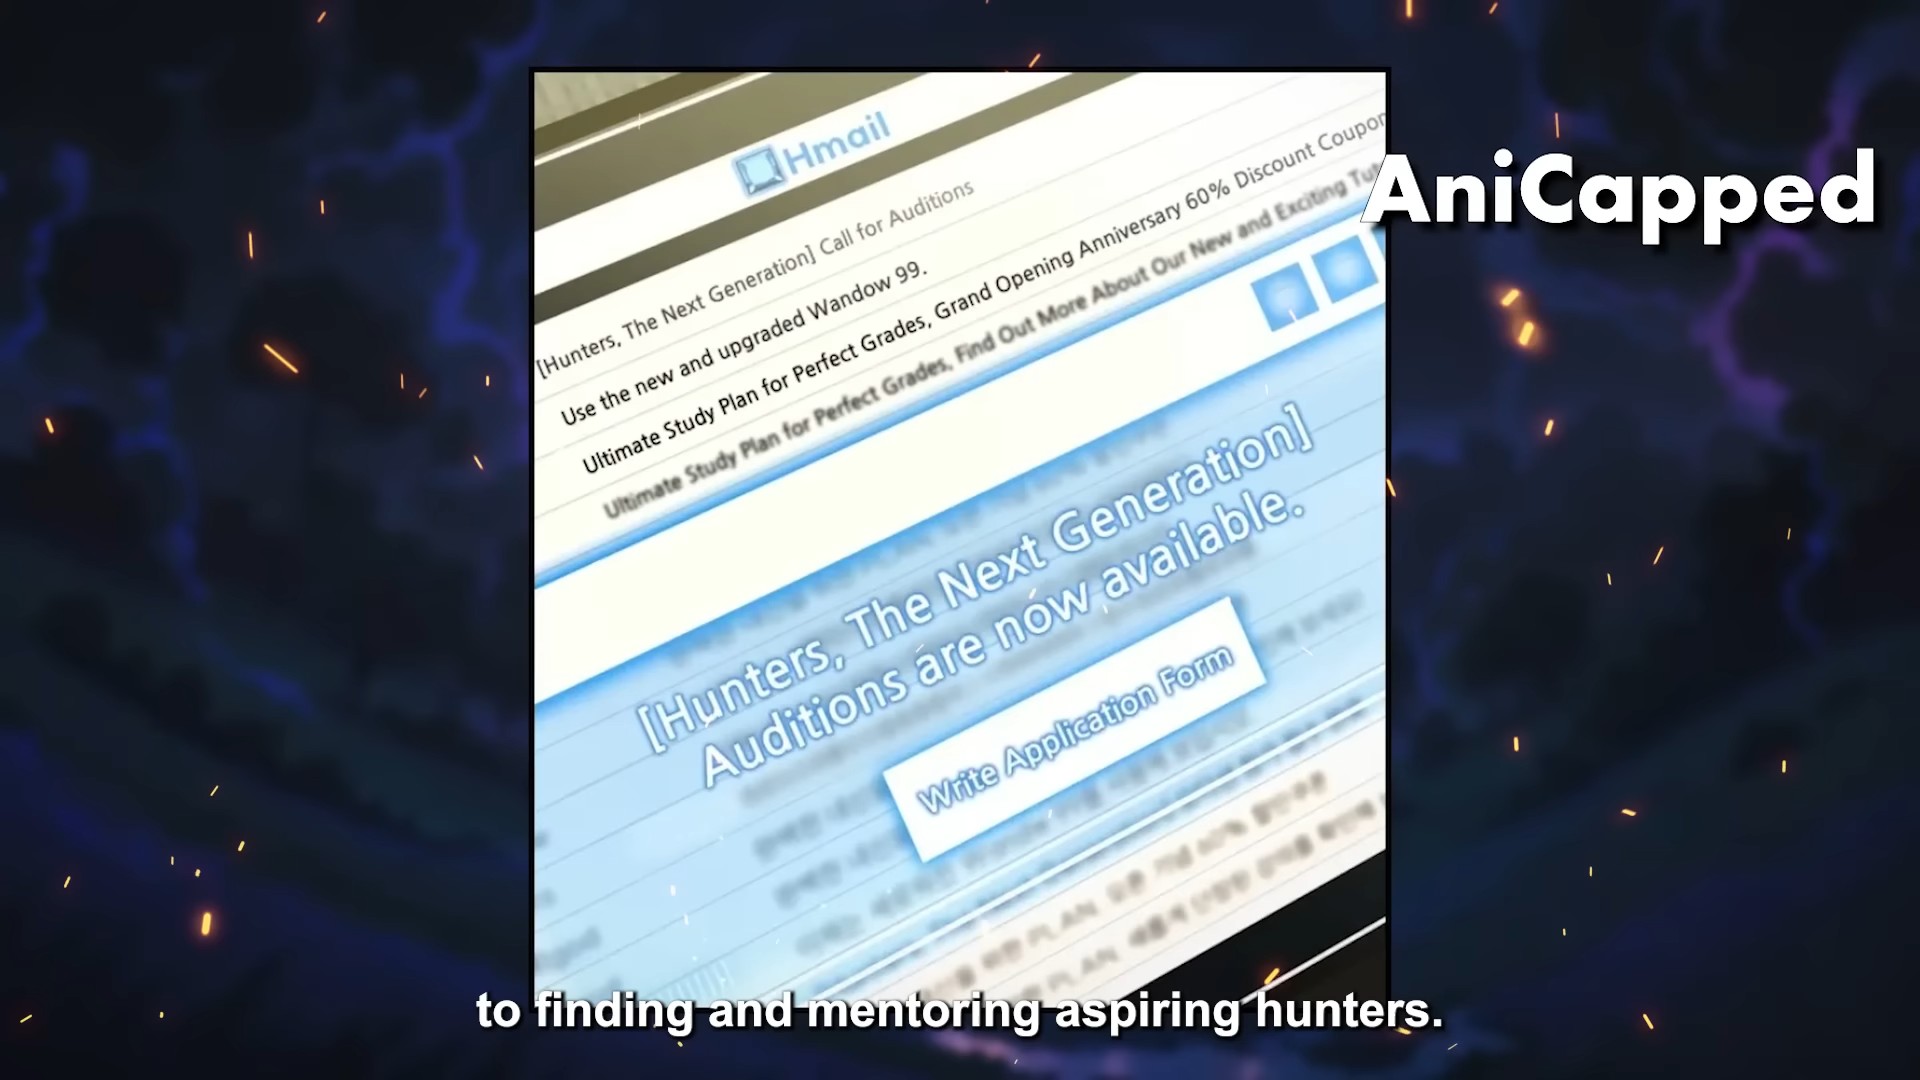 Hmail
AniCapped
[Hunters, The Next Generation] Call for Auditions
Use the new and upgraded Wandow 99.
Ultimate Study Plan for Perfect Grades, Grand Opening Anniversary 60% Discount Coupon
Ultimate Study Plan for Perfect Grades, Find Out More About Our New and Exciting
[Hunters, The Next Generation]
Auditions are now available.
Write Application Form
to finding and mentoring aspiring hunters.